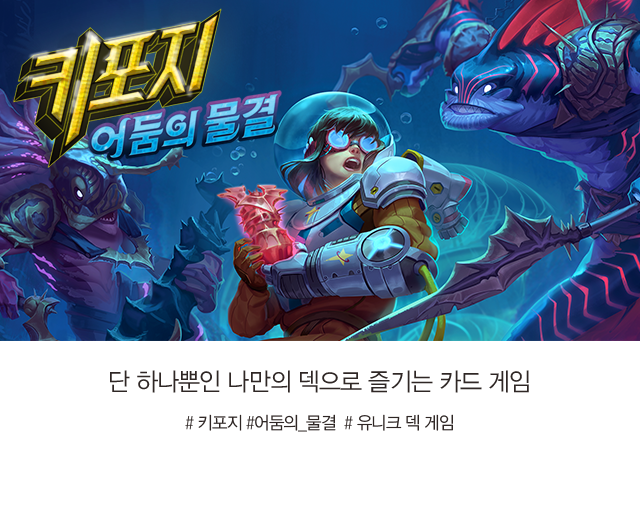 키포지
어둠의 물결
단 하나뿐인 나만의 덱으로 즐기는 카드 게임
# 키포지 #어둠의_물결 # 유니크 덱 게임